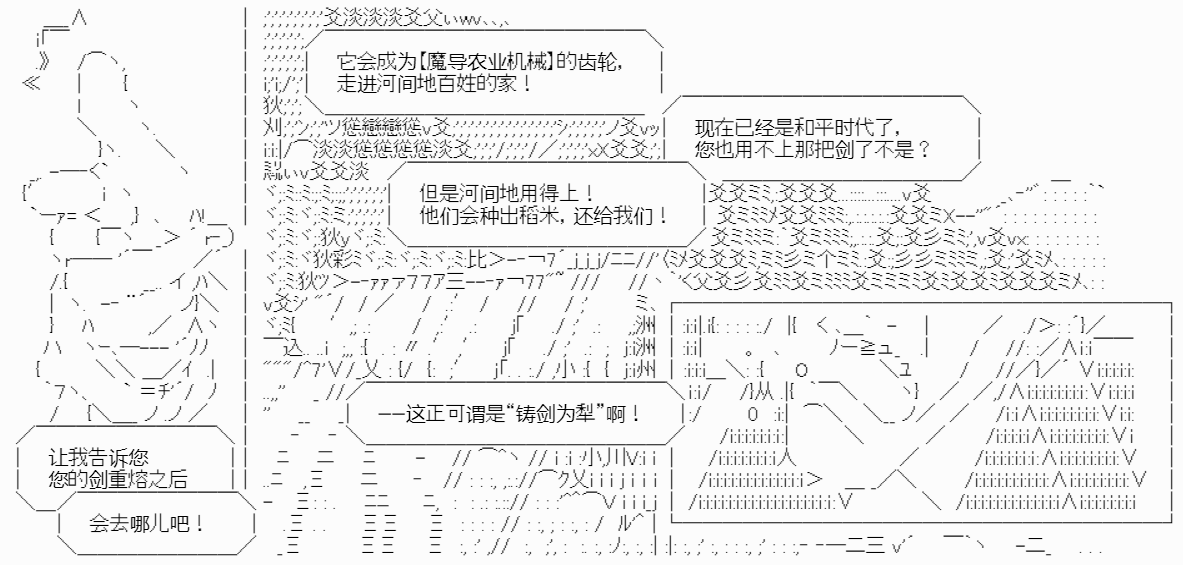 让我告诉您
您的剑重熔之后
会去哪儿吧！
它会成为【魔导农业机械】的齿轮，
走进河间地百姓的家！
现在已经是和平时代了，
您也用不上那把剑了不是？
但是河间地用得上！
他们会种出稻米，还给我们！
——这正可谓是“铸剑为犁”啊！